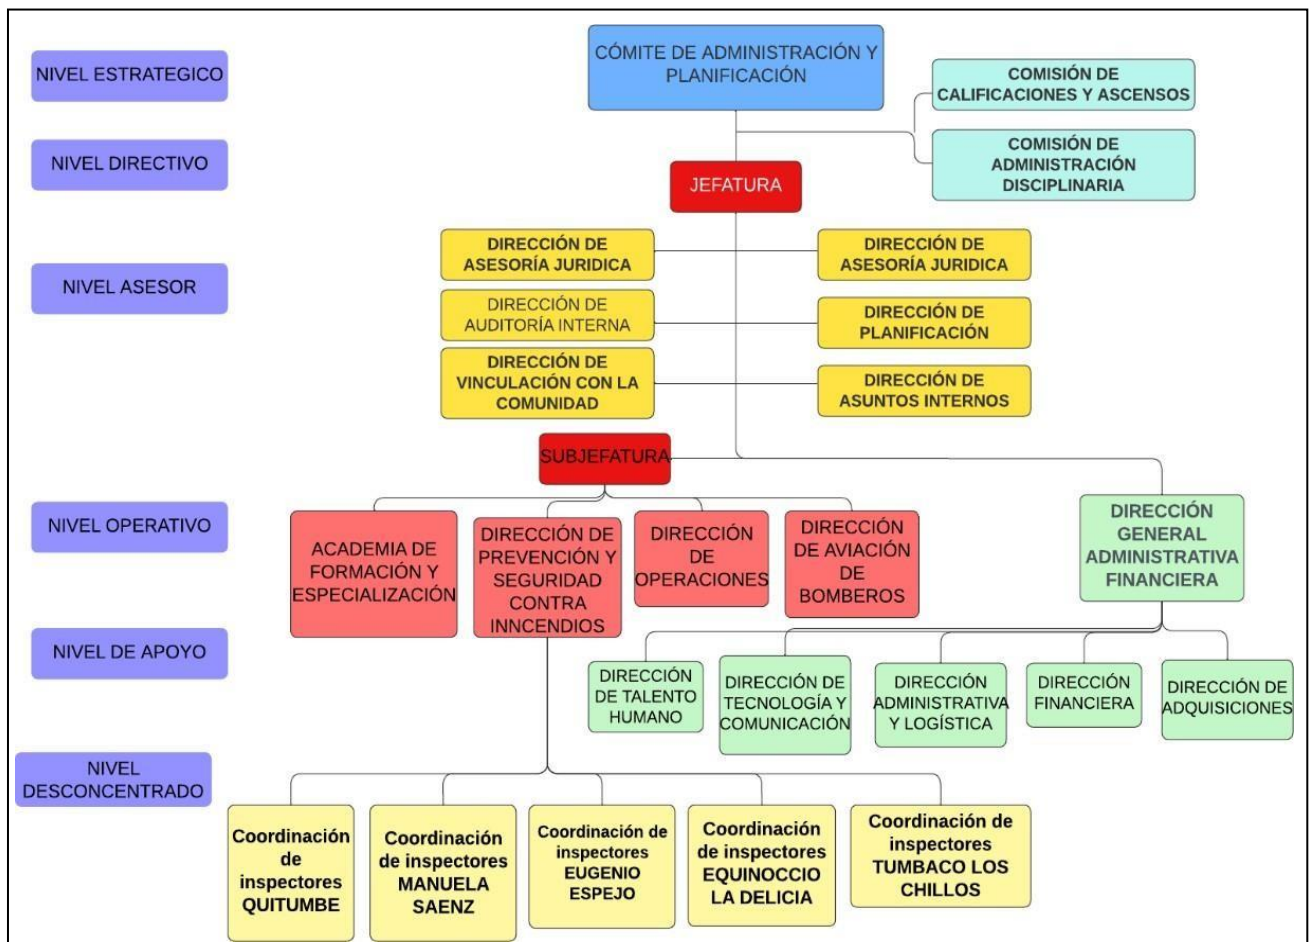 NIVEL ESTRATEGICO
CÓMITE DE ADMINISTRACIÓN Y
PLANIFICACIÓN
COMISIÓN DE
CALIFICACIONES Y ASCENSOS
NIVEL DIRECTIVO
COMISIÓN DE
ADMINISTRACIÓN
DISCIPLINARIA
JEFATURA
NIVEL ASESOR
DIRECCIÓN DE
ASESORÍA JURIDICA
DIRECCIÓN DE
ASESORÍA JURIDICA
DIRECCIÓN DE
AUDITORÍA INTERNA
DIRECCIÓN DE
PLANIFICACIÓN
DIRECCIÓN DE
VINCULACIÓN CON LA
COMUNIDAD
DIRECCIÓN DE
ASUNTOS INTERNOS
SUBJEFATURA
NIVEL OPERATIVO
ACADEMIA DE
FORMACIÓN Y
ESPECIALIZACIÓN
DIRECCIÓN DE
PREVENCIÓN Y
SEGURIDAD
CONTRA
INNCENDIOS
DIRECCIÓN
DE
OPERACIONES
DIRECCIÓN
DE AVIACIÓN
DE
BOMBEROS
DIRECCIÓN
GENERAL
ADMINISTRATIVA
FINANCIERA
NIVEL DE APOYO
DIRECCIÓN
DE TALENTO
HUMANO
DIRECCIÓN DE
TECNOLOGÍA Y
COMUNICACIÓN
DIRECCIÓN
ADMINISTRATIVA
Y LOGÍSTICA
DIRECCIÓN
FINANCIERA
DIRECCIÓN DE
ADQUISICIONES
NIVEL
DESCONCENTRADO
Coordinación
de
inspectores
QUITUMBE
Coordinación
de inspectores
MANUELA
SAENZ
Coordinación de
inspectores
EUGENIO
ESPEJO
Coordinación
de inspectores
EQUINOCCIO
LA DELICIA
Coordinación de
inspectores
TUMBACO LOS
CHILLOS